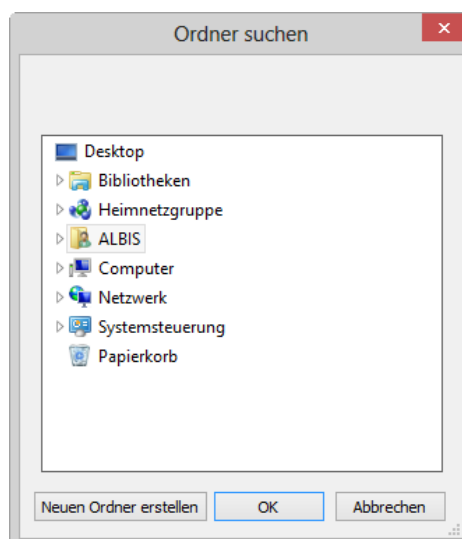 Ordner suchen
Desktop
Bibliotheken
Heimnetzgruppe
ALBIS
Computer
Netzwerk
Systemsteuerung
Papierkorb
Neuen Ordner erstellen OK Abbrechen